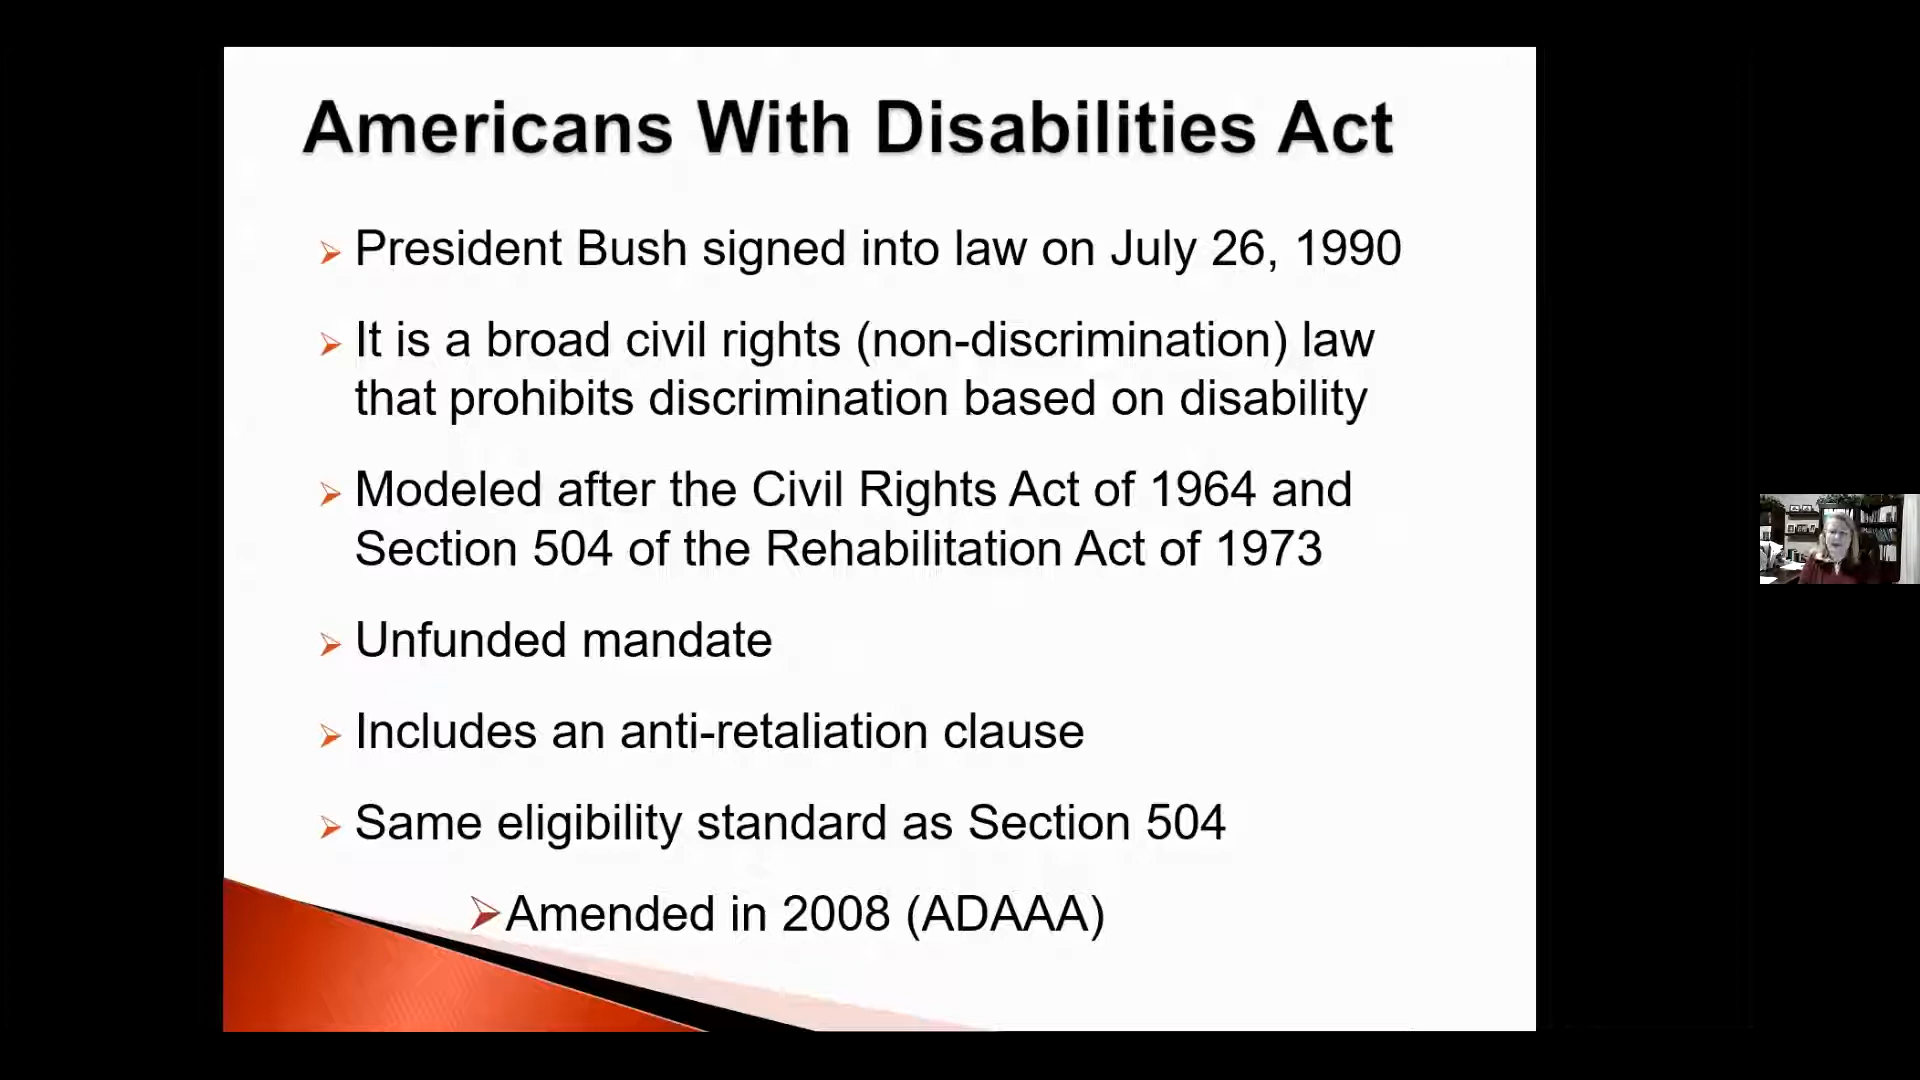 Americans With Disabilities Act
President Bush signed into law on July 26, 1990
It is a broad civil rights (non-discrimination) law
that prohibits discrimination based on disability
Modeled after the Civil Rights Act of 1964 and
Section 504 of the Rehabilitation Act of 1973
Unfunded mandate
Includes an anti-retaliation clause
Same eligibility standard as Section 504
Amended in 2008 (ADAAA)